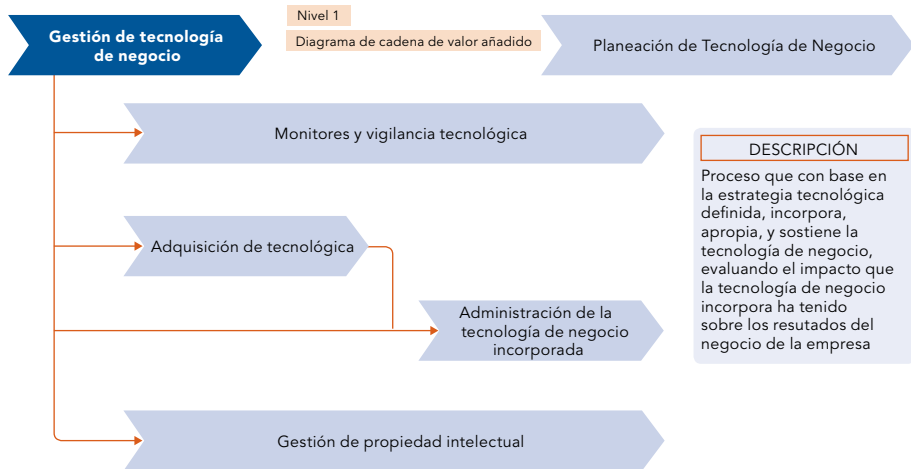 Gestión de tecnología
de negocio
Nivel 1
Diagrama de cadena de valor añadido
Planeación de Tecnología de Negocio
Monitores y vigilancia tecnológica
DESCRIPCIÓN
Proceso que con base en
la estrategia tecnológica
definida, incorpora,
apropia, y sostiene la
tecnología de negocio,
evaluando el impacto que
la tecnología de negocio
incorpora ha tenido
sobre los resutados del
negocio de la empresa
Adquisición de tecnológica
Administración de la
tecnología de negocio
incorporada
Gestión de propiedad intelectual